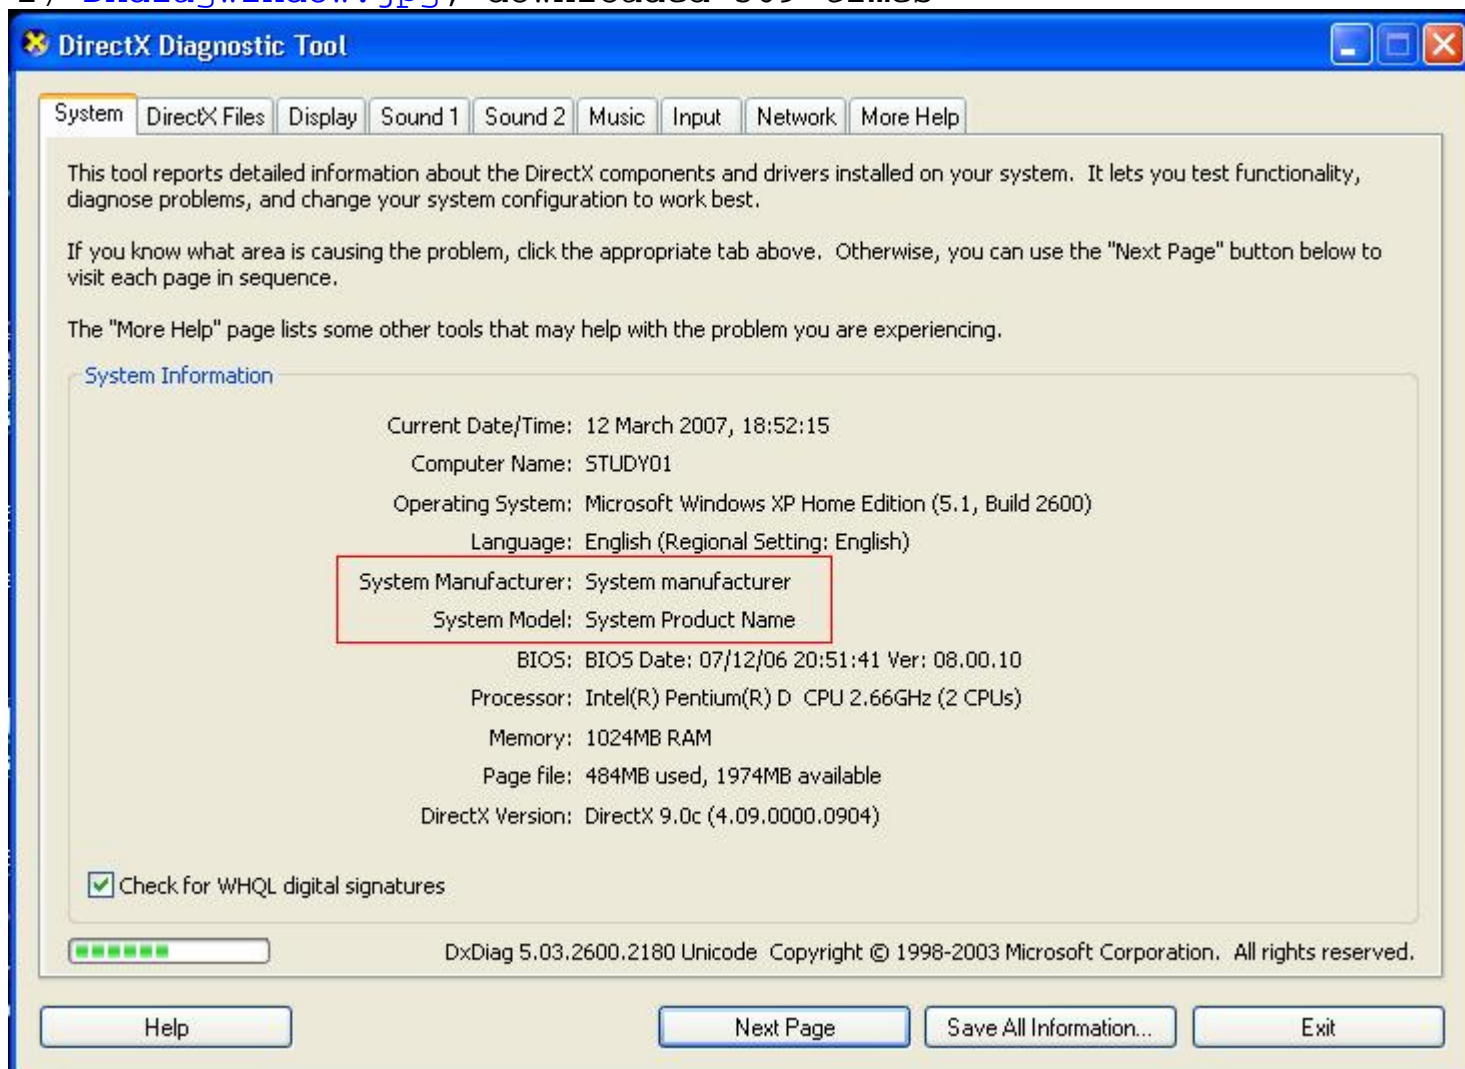 DirectX Diagnostic Tool
System DirectX Files Display Sound 1 Sound 2 Music Input Network More Help
This tool reports detailed information about the DirectX components and drivers installed on your system. It lets you test functionality,
diagnose problems, and change your system configuration to work best.
If you know what area is causing the problem, click the appropriate tab above. Otherwise, you can use the "Next Page" button below to
visit each page in sequence.
The "More Help" page lists some other tools that may help with the problem you are experiencing.
System Information
Current Date/Time: 12 March 2007, 18:52:15
Computer Name: STUDY01
Operating System: Microsoft Windows XP Home Edition (5.1, Build 2600)
Language: English (Regional Setting: English)
System Manufacturer: System manufacturer
System Model: System Product Name
BIOS: BIOS Date: 07/12/06 20:51:41 Ver: 08.00.10
Processor: Intel(R) Pentium(R) D CPU 2.66GHz (2 CPUs)
Memory: 1024MB RAM
Page file: 484MB used, 1974MB available
DirectX Version: DirectX 9.0c (4.09.0000.0904)
Check for WHQL digital signatures
DxDiag 5.03.2600.2180 Unicode Copyright © 1998-2003 Microsoft Corporation. All rights reserved.
Help Next Page Save All Information... Exit